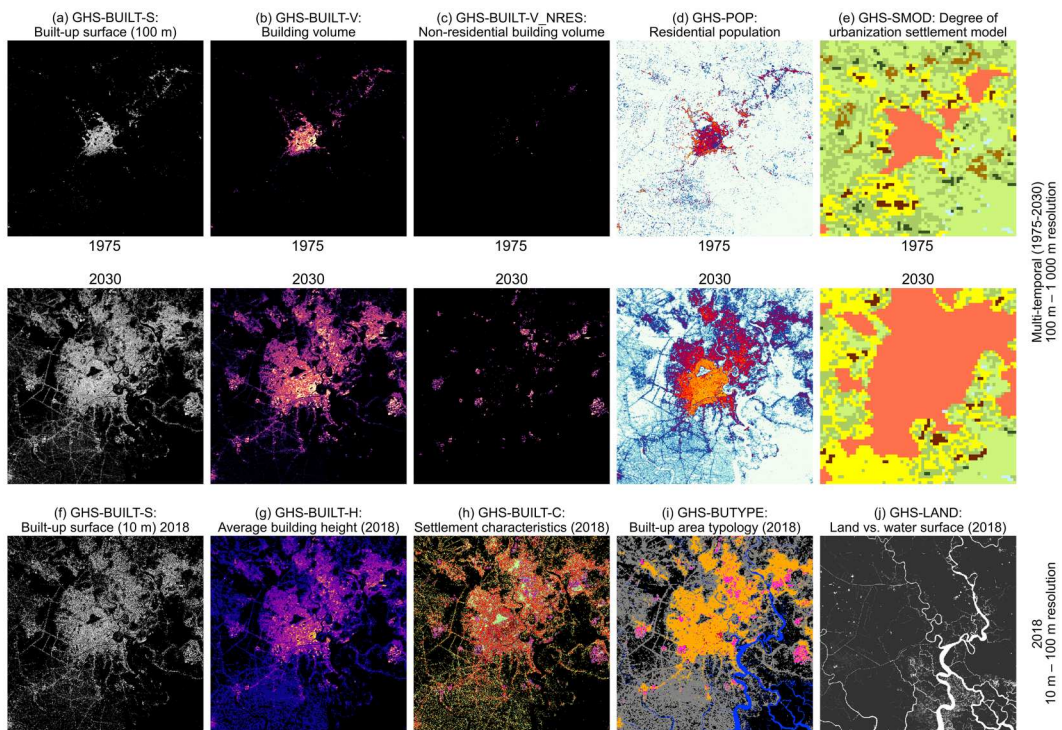 (a) GHS-BUILT-S:
Built-up surface (100 m)
(b) GHS-BUILT-V:
Building volume
(c) GHS-BUILT-V_NRES:
Non-residential building volume
(d) GHS-POP:
Residential population
(e) GHS-SMOD: Degree of
urbanization settlement model
1975
1975
1975
1975
1975
2030
2030
2030
2030
2030
Multi-temporal (1975-2030)
100 m – 1 000 m resolution
(f) GHS-BUILT-S:
Built-up surface (10 m) 2018
(g) GHS-BUILT-H:
Average building height (2018)
(h) GHS-BUILT-C:
Settlement characteristics (2018)
(i) GHS-BUTYPE:
Built-up area typology (2018)
(j) GHS-LAND:
Land vs. water surface (2018)
2018
10 m – 100 m resolution